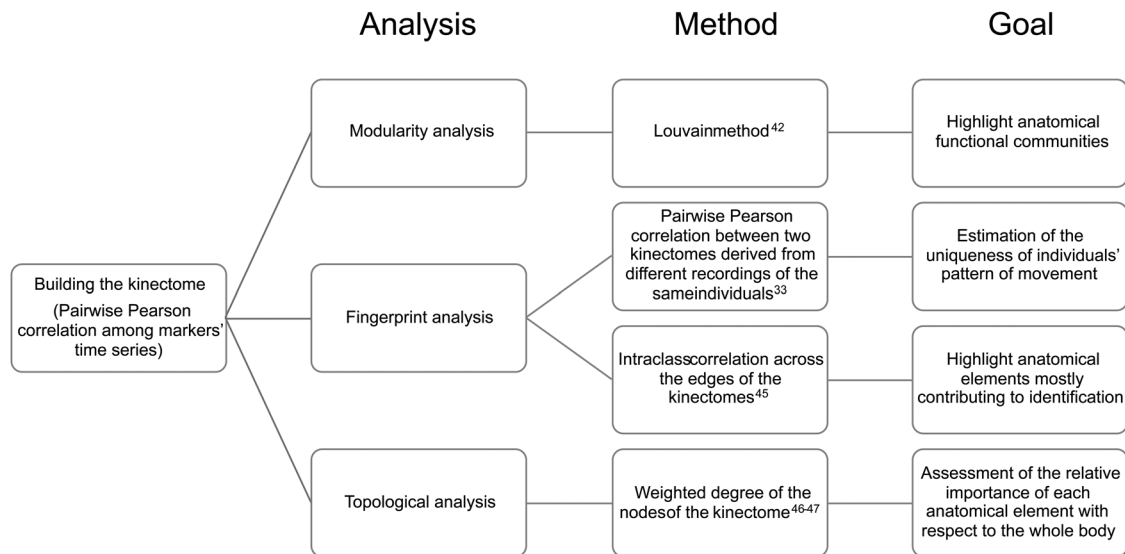 Analysis
Method
Goal
Building the kinectome
(Pairwise Pearson
correlation among markers'
time series)
Modularity analysis
Louvainmethod42
Highlight anatomical
functional communities
Fingerprint analysis
Pairwise Pearson
correlation between two
kinectomes derived from
different recordings of the
sameindividuals33
Estimation of the
uniqueness of individuals'
pattern of movement
Intraclasscorrelation across
the edges of the
kinectomes45
Highlight anatomical
elements mostly
contributing to identification
Topological analysis
Weighted degree of the
nodesof the kinectome46-47
Assessment of the relative
importance of each
anatomical element with
respect to the whole body